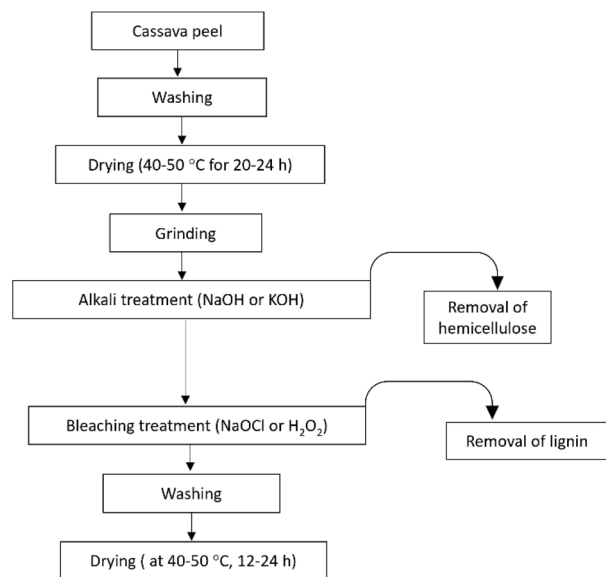 Cassava peel
Washing
Drying (40-50 °C for 20-24 h)
Grinding
Alkali treatment (NaOH or KOH)
Removal of
hemicellulose
Bleaching treatment (NaOCl or H₂O₂)
Removal of lignin
Washing
Drying ( at 40-50 °C, 12-24 h)